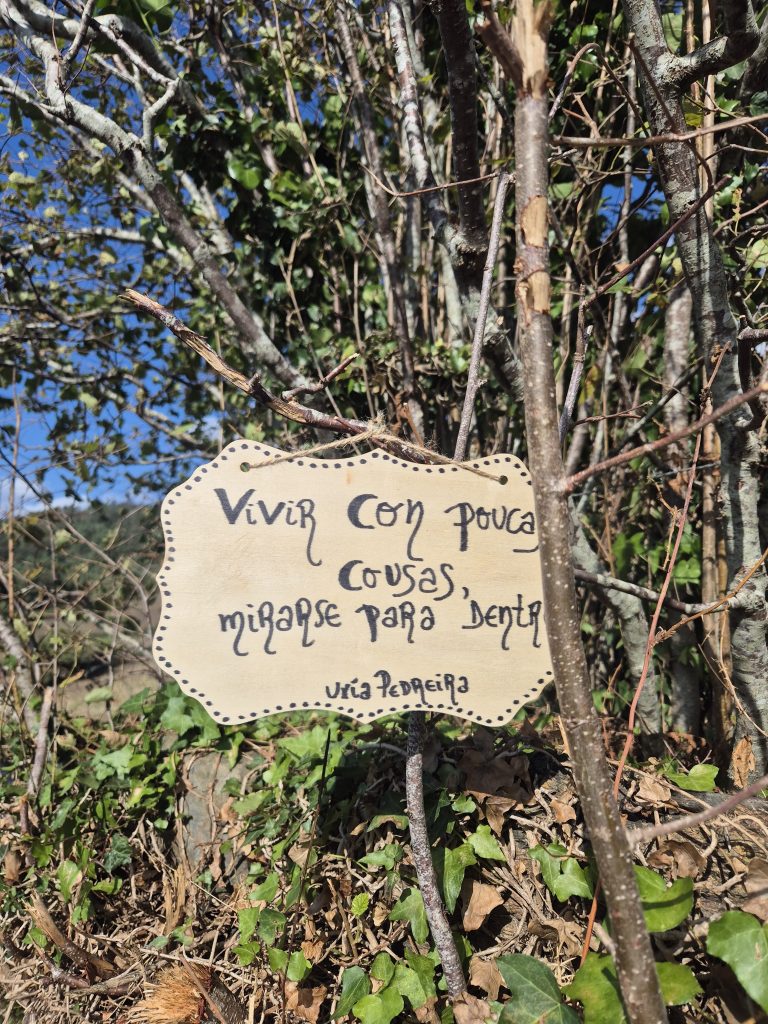 Vivir con pouca
cousas,
mirarse para dentr
uxía Pedreira